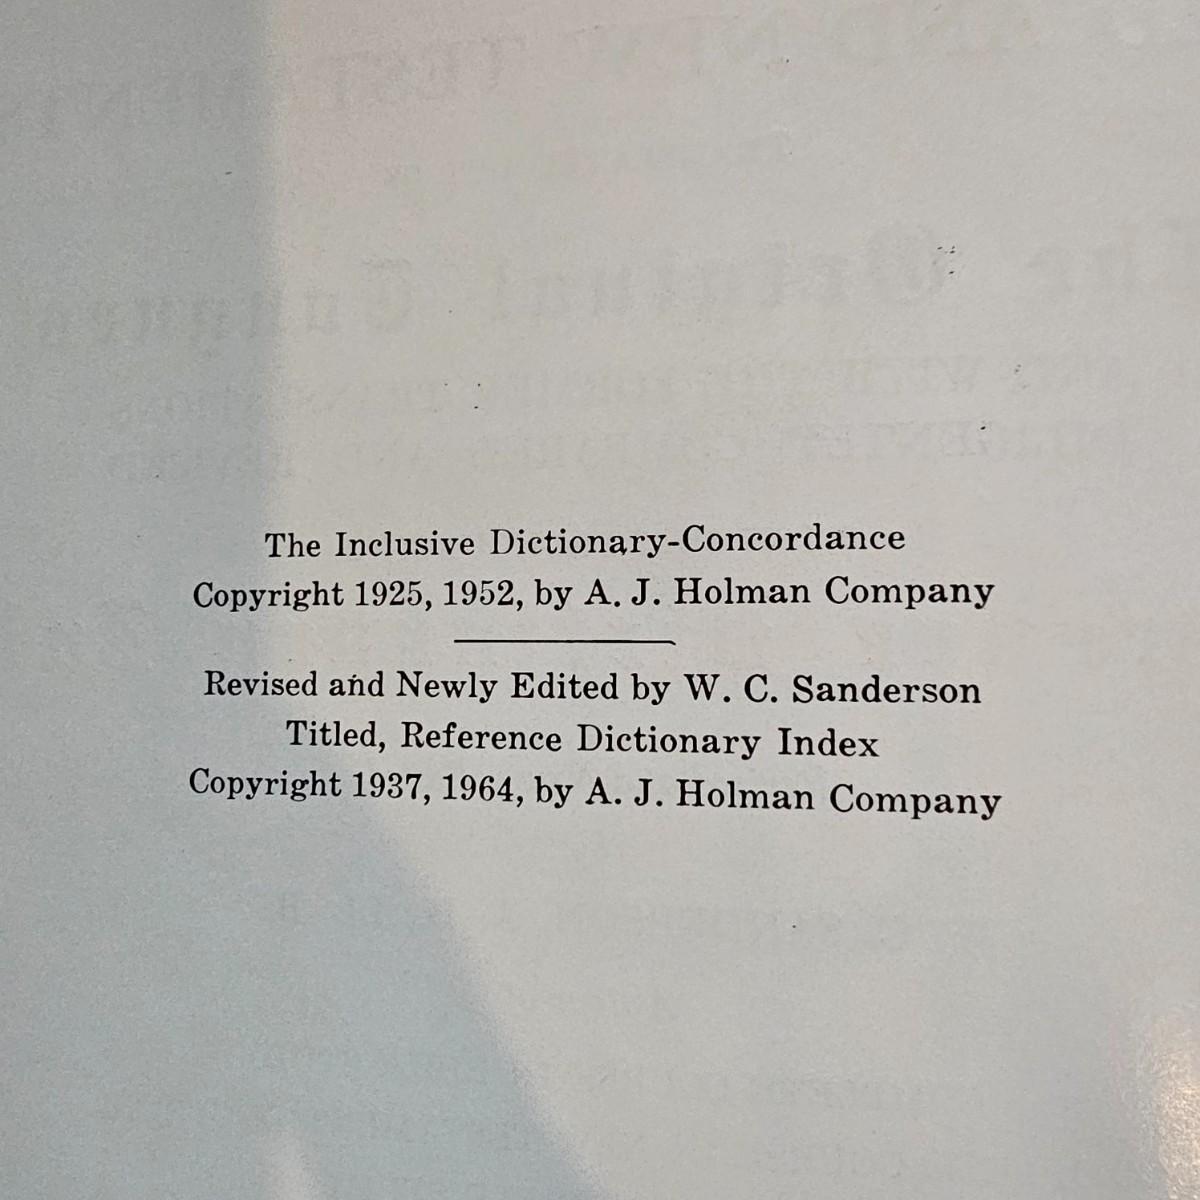 The Inclusive Dictionary-Concordance
Copyright 1925, 1952, by A. J. Holman Company
Revised and Newly Edited by W. C. Sanderson
Titled, Reference Dictionary Index
Copyright 1937, 1964, by A. J. Holman Company